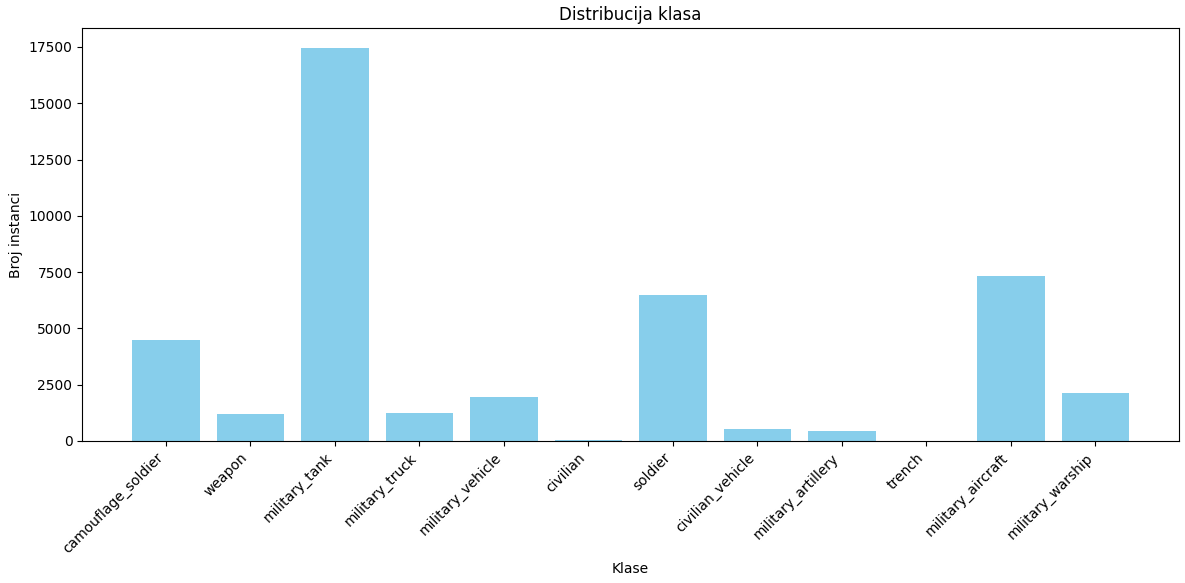 Distribucija klasa
Broj instanci
17500
15000
12500
10000
7500
5000
2500
0
camouflage_soldier
weapon
military_tank
military_truck
military_vehicle
civilian
soldier
civilian_vehicle
military_artillery
trench
military_aircraft
military_warship
Klase